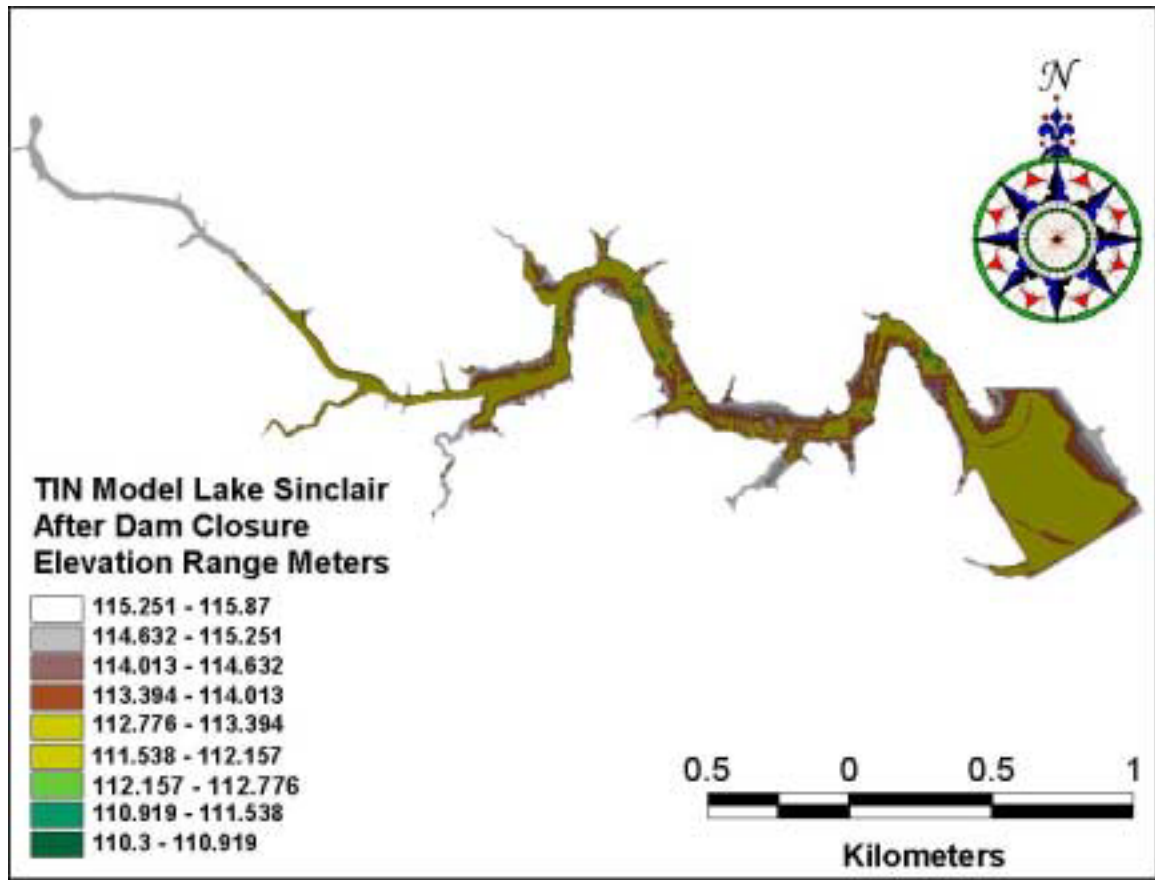 N
TIN Model Lake Sinclair
After Dam Closure
Elevation Range Meters
115.251 - 115.87
114.632 - 115.251
114.013 - 114.632
113.394 - 114.013
112.776 - 113.394
111.538 - 112.157
112.157 - 112.776
110.919 - 111.538
110.3 - 110.919
0.5 0 0.5 1
Kilometers